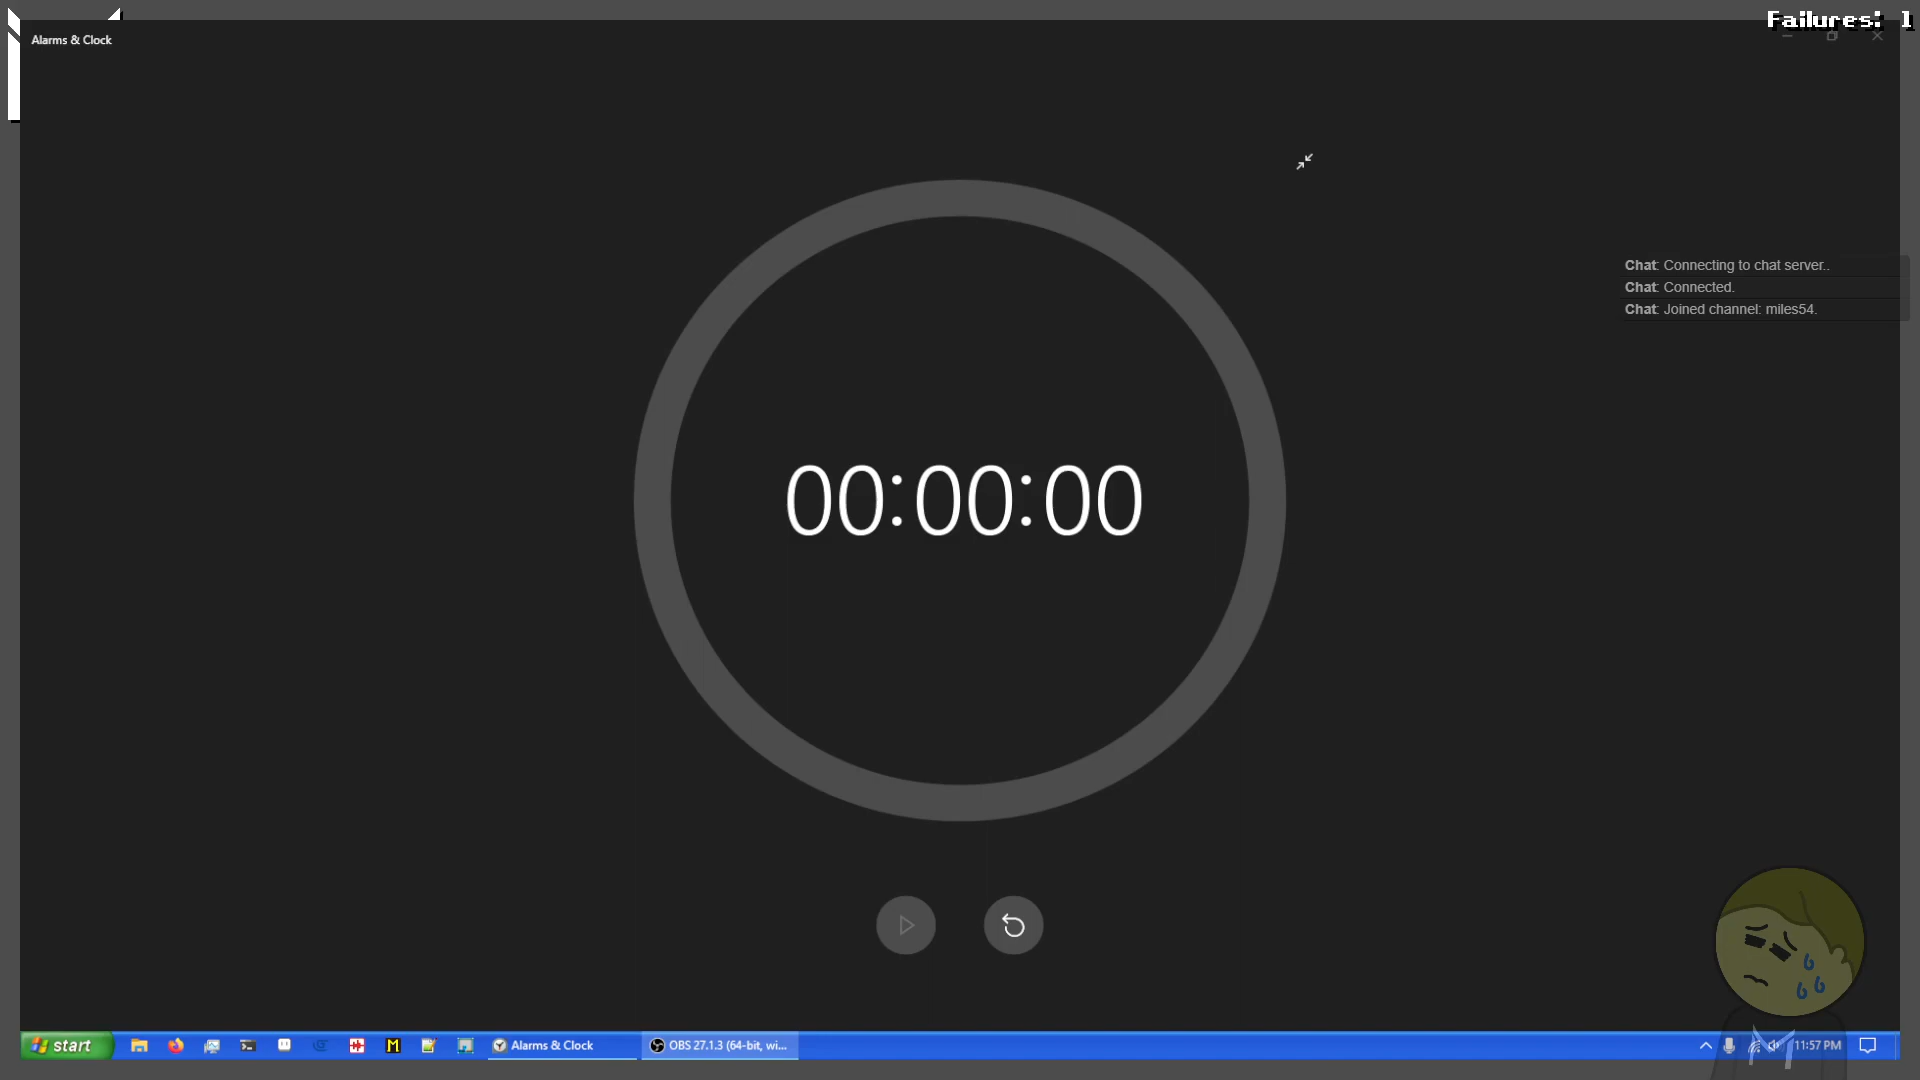 Failures: 1
Alarms & Clock
Chat: Connecting to chat server..
Chat: Connected.
Chat: Joined channel: miles54.
00:00:00
start
Alarms & Clock
OBS 27.1.3 (64-bit, wi...
11:57 PM